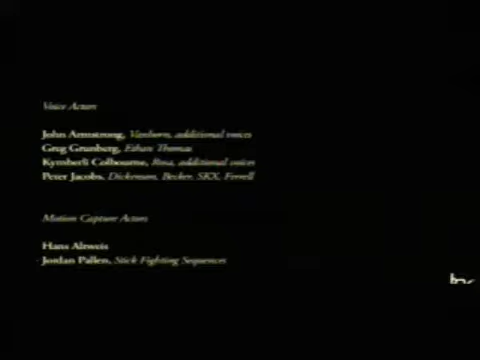 Voice Actors
John Armstrong, Vanhorn, additional voices
Greg Grunberg, Ethan Thomas
Kymberli Colbourne, Rosa, additional voices
Peter Jacobs, Dickenson, Becker, SKX, Ferrell
Motion Capture Actors
Hans Altweis
Jordan Pallen, Stick Fighting Sequences